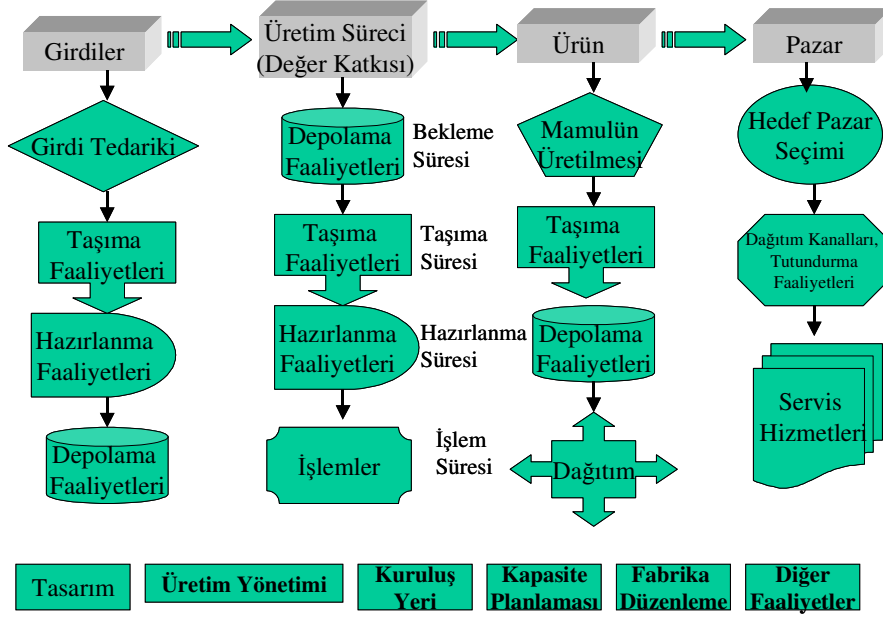 Girdiler
Üretim Süreci
(Değer Katkısı)
Ürün
Pazar
Girdi Tedariki
Taşıma
Faaliyetleri
Hazırlanma
Faaliyetleri
Depolama
Faaliyetleri
Depolama
Faaliyetleri
Bekleme
Süresi
Taşıma
Faaliyetleri
Taşıma
Süresi
Hazırlanma
Faaliyetleri
Hazırlanma
Süresi
İşlemler
İşlem
Süresi
Mamulün
Üretilmesi
Taşıma
Faaliyetleri
Depolama
Faaliyetleri
Dağıtım
Hedef Pazar
Seçimi
Dağıtım Kanalları,
Tutundurma
Faaliyetleri
Servis
Hizmetleri
Tasarım
Üretim Yönetimi
Kuruluş
Yeri
Kapasite
Planlaması
Fabrika
Düzenleme
Diğer
Faaliyetler